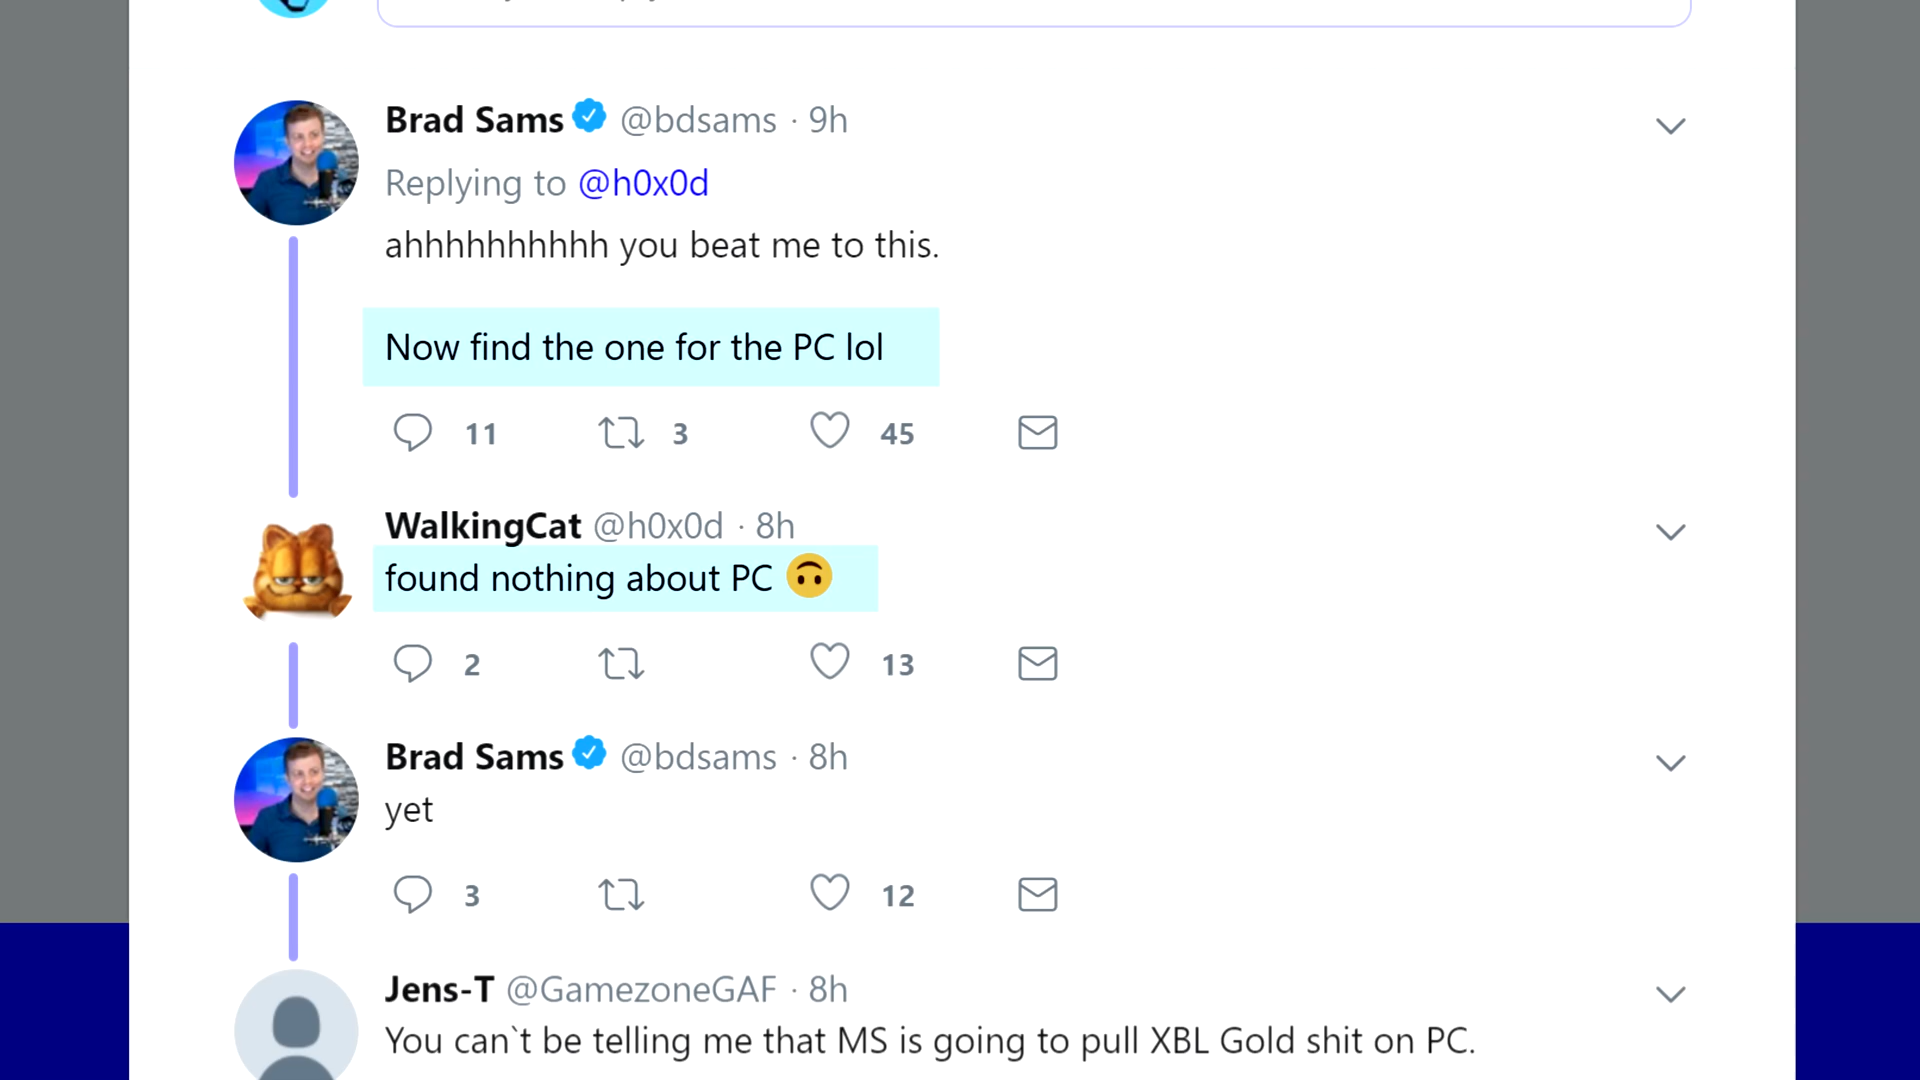 Brad Sams @bdsams · 9h
Replying to @h0x0d
ahhhhhhhhhh you beat me to this.
Now find the one for the PC lol
11 3 45
WalkingCat @h0x0d · 8h
found nothing about PC 🙃
2 13
Brad Sams @bdsams · 8h
yet
3 12
Jens-T @GamezoneGAF · 8h
You can`t be telling me that MS is going to pull XBL Gold shit on PC.